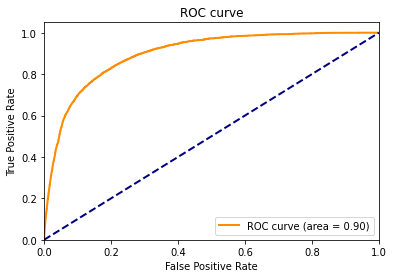 ROC curve
True Positive Rate
1.0
0.8
0.6
0.4
0.2
0.0
ROC curve (area = 0.90)
0.0 0.2 0.4 0.6 0.8 1.0
False Positive Rate